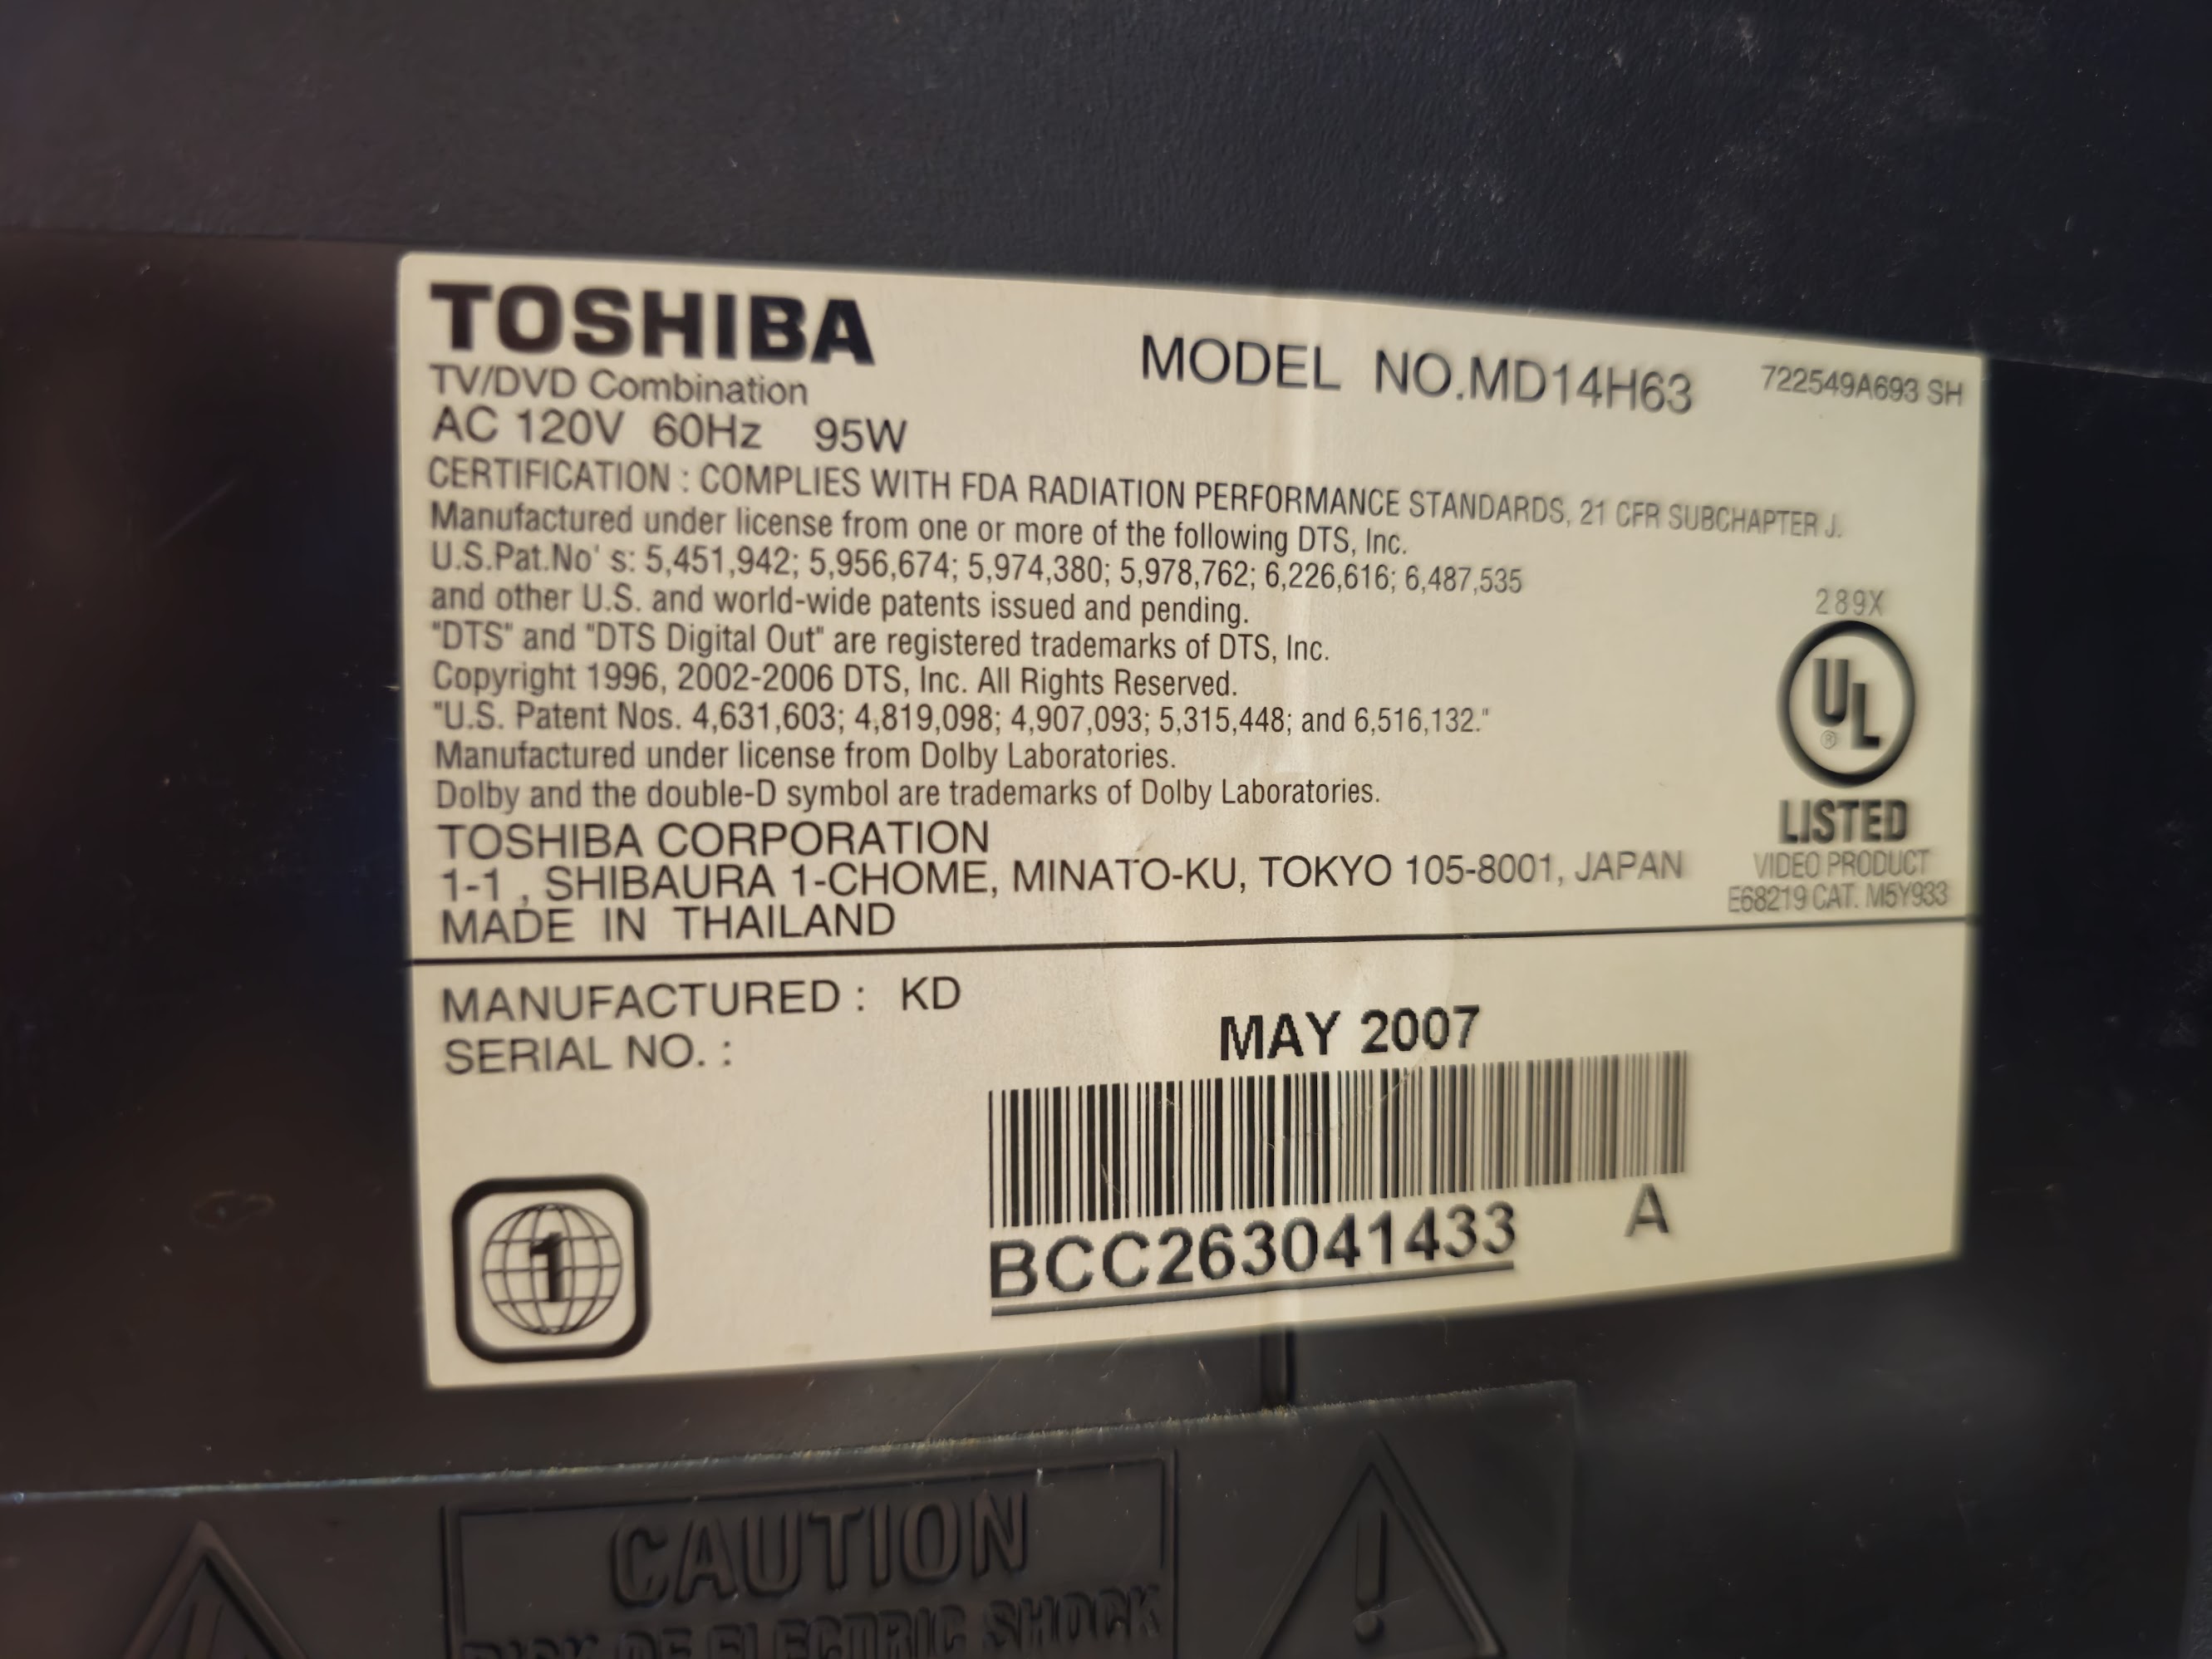 TOSHIBA
TV/DVD Combination
MODEL NO.MD14H63
722549A693 SH
AC 120V 60Hz 95W
CERTIFICATION : COMPLIES WITH FDA RADIATION PERFORMANCE STANDARDS, 21 CFR SUBCHAPTER J.
Manufactured under license from one or more of the following DTS, Inc.
U.S.Pat.No' s: 5,451,942; 5,956,674; 5,974,380; 5,978,762; 6,226,616; 6,487,535
and other U.S. and world-wide patents issued and pending.
"DTS" and "DTS Digital Out" are registered trademarks of DTS, Inc.
Copyright 1996, 2002-2006 DTS, Inc. All Rights Reserved.
"U.S. Patent Nos. 4,631,603; 4,819,098; 4,907,093; 5,315,448; and 6,516,132."
Manufactured under license from Dolby Laboratories.
Dolby and the double-D symbol are trademarks of Dolby Laboratories.
TOSHIBA CORPORATION
1-1 , SHIBAURA 1-CHOME, MINATO-KU, TOKYO 105-8001, JAPAN
MADE IN THAILAND
289X
UL
®
LISTED
VIDEO PRODUCT
E68219 CAT. M5Y933
MANUFACTURED : KD
MAY 2007
SERIAL NO. :
BCC263041433 A
1
CAUTION
RISK OF ELECTRIC SHOCK